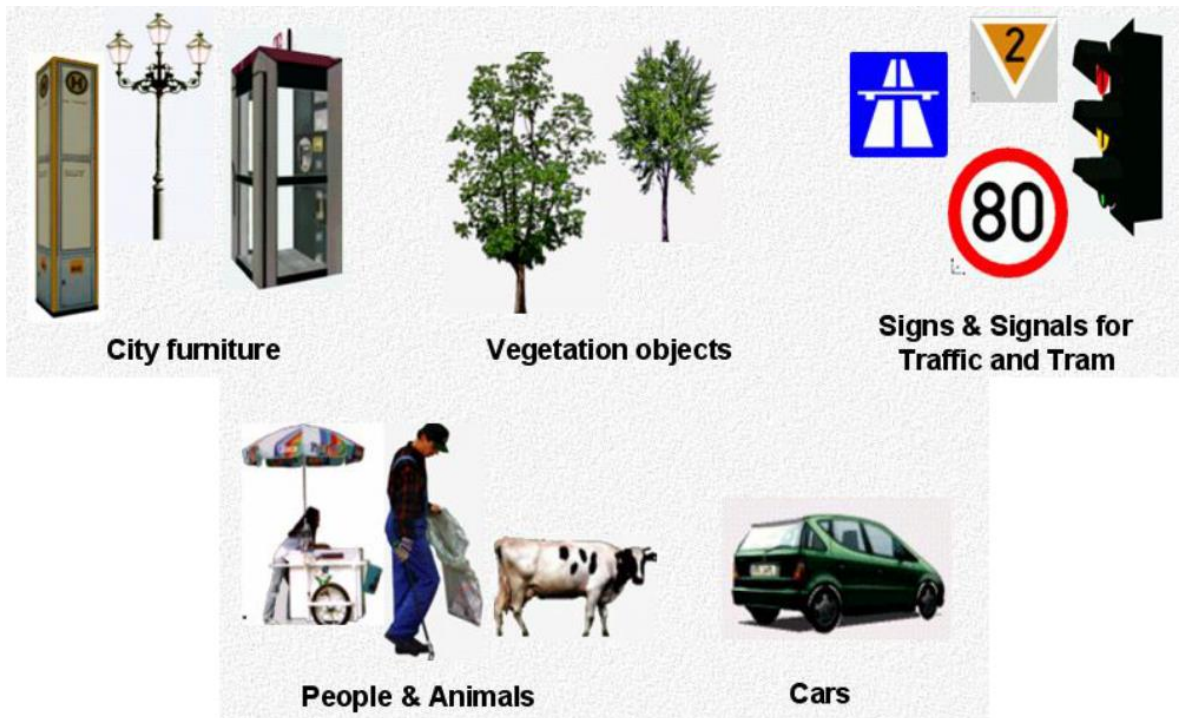 H
2
80
City furniture
Vegetation objects
Signs & Signals for
Traffic and Tram
People & Animals
Cars